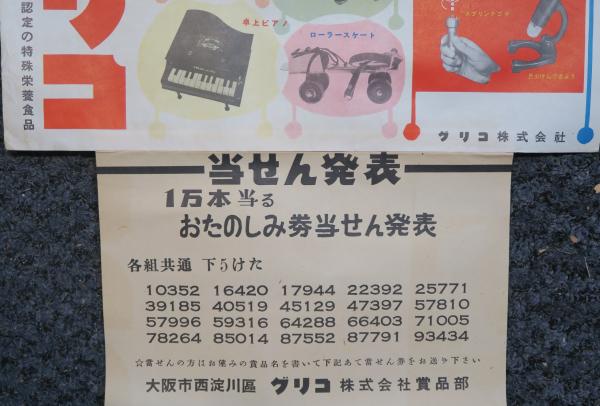 認定の特殊栄養食品
リコ
卓上ピアノ
ローラースケート
グリコ株式会社
当せん発表
1万本当る
おたのしみ券当せん発表
各組共通 下5けた
10352 16420 17944 22392 25771
39185 40519 45129 47397 57810
57996 59316 64288 66403 71005
78264 85014 87552 87791 93434
☆当せんの方はお望みの賞品名を書いて下記あて当せん券をお送り下さい
大阪市西淀川區 グリコ 株式会社賞品部